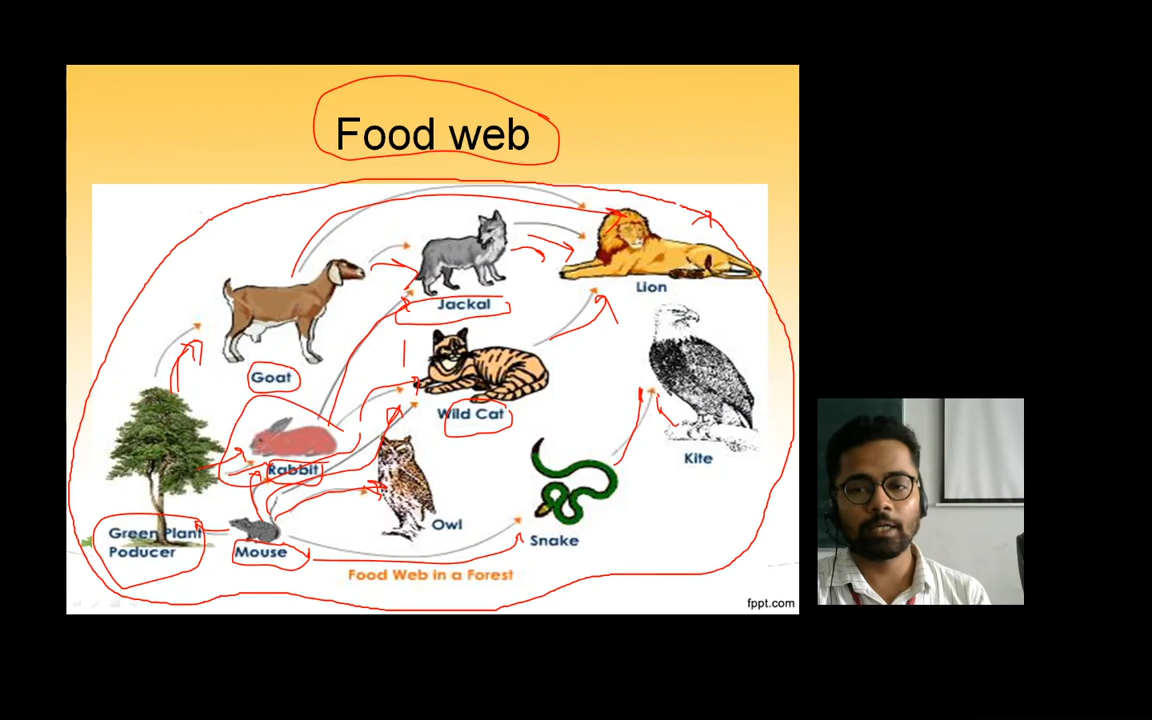 Food web
Jackal
Lion
Goat
Wild Cat
Rabbit
Kite
Green Plant
Poducer
Mouse
Owl
Snake
Food Web in a Forest
fppt.com